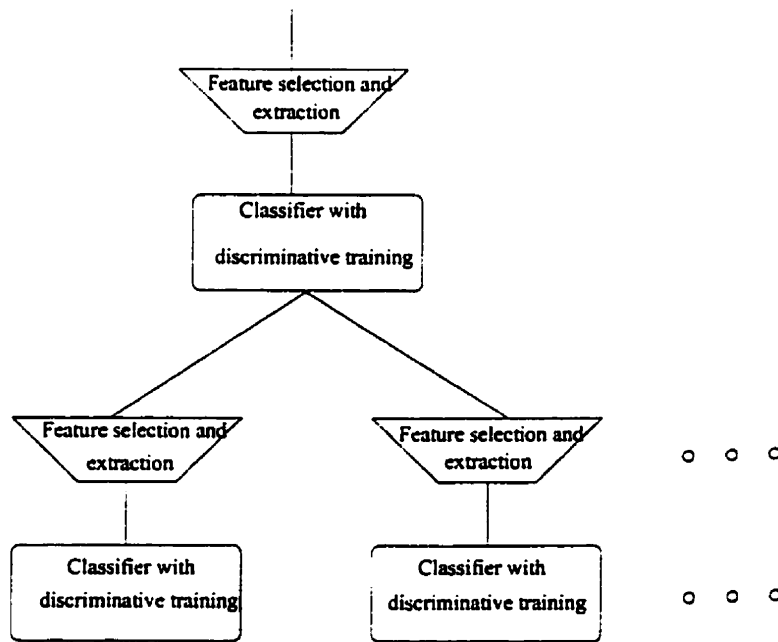 Feature selection and
extraction
Classifier with
discriminative training
Feature selection and
extraction
Feature selection and
extraction
Classifier with
discriminative training
Classifier with
discriminative training